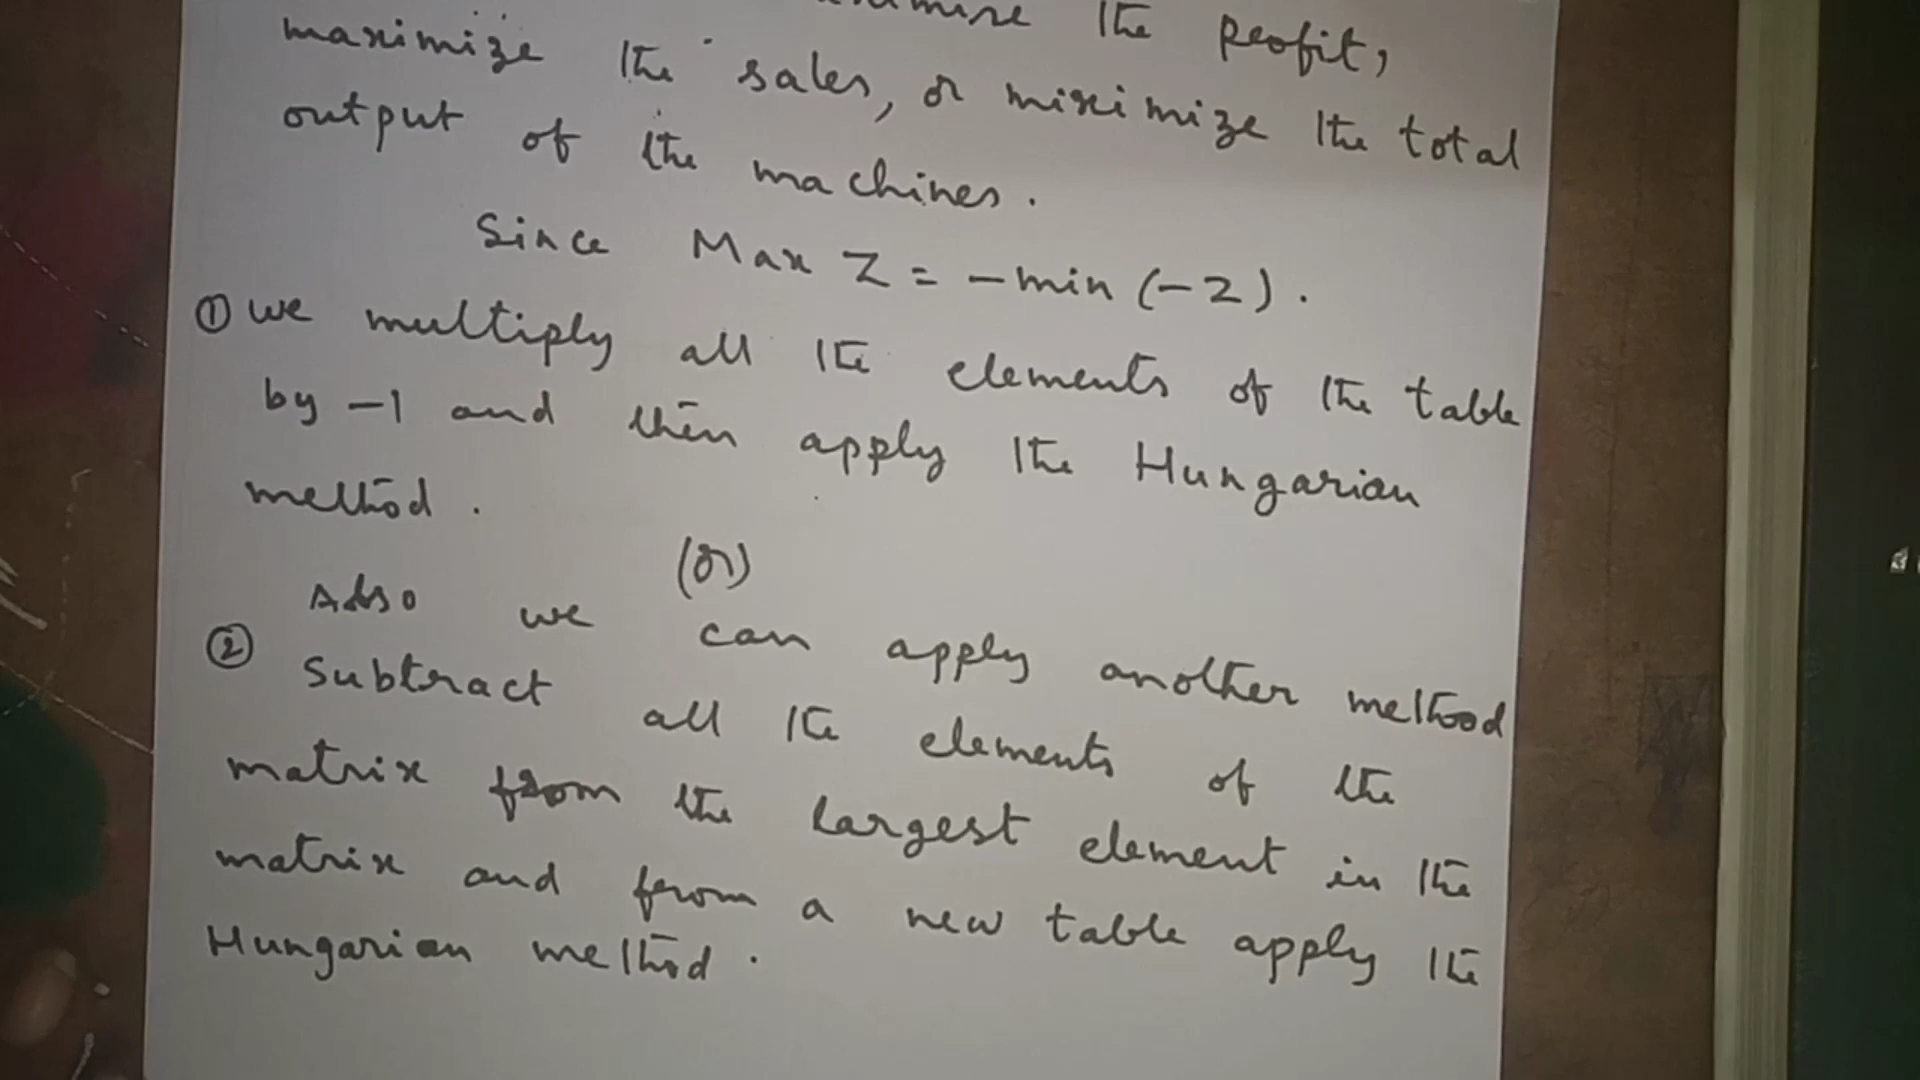 the profit,
maximize the sales, or minimize the total
output of the machines.
Since Max Z = -min (-Z).
① we multiply all the elements of the table
by -1 and then apply the Hungarian
method.
(or)
Also we can apply another method
② Subtract all the elements of the
matrix from the largest element in the
matrix and from a new table apply the
Hungarian method.